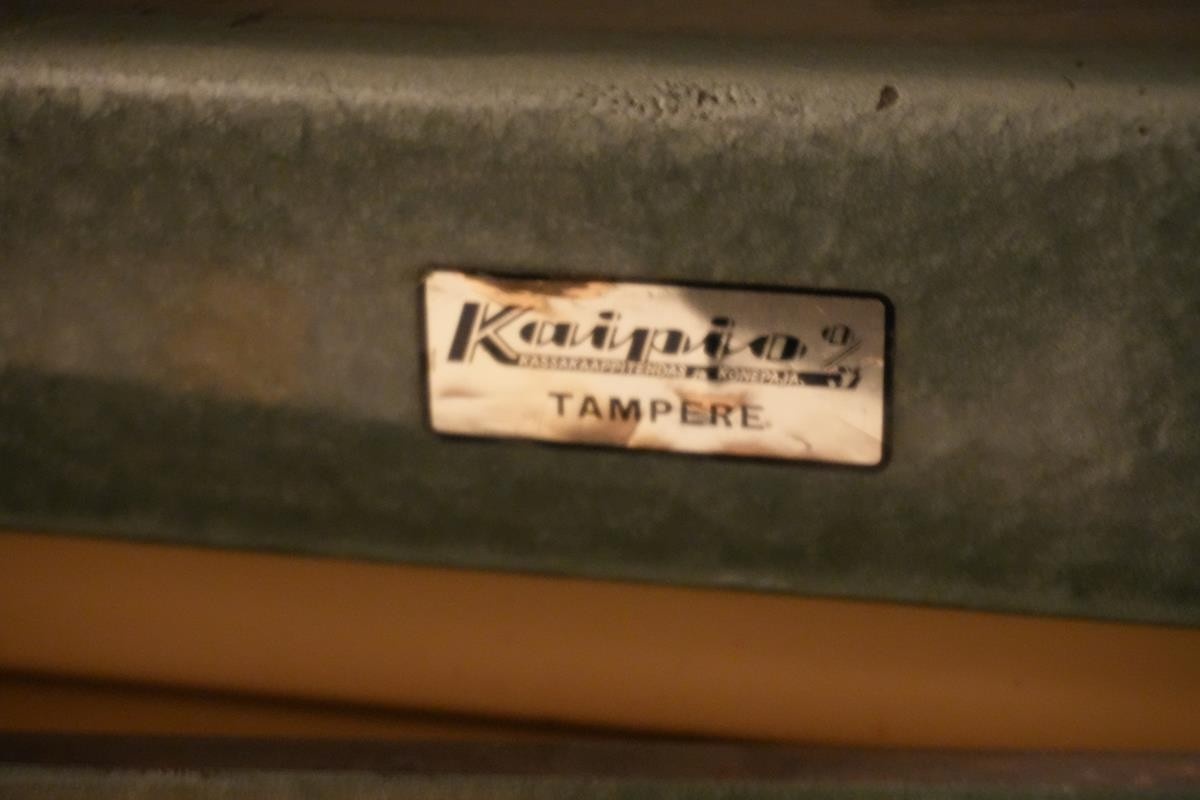 Kaipio
KASSAKAAPPITEHDAS ja KONEPAJA.
TAMPERE